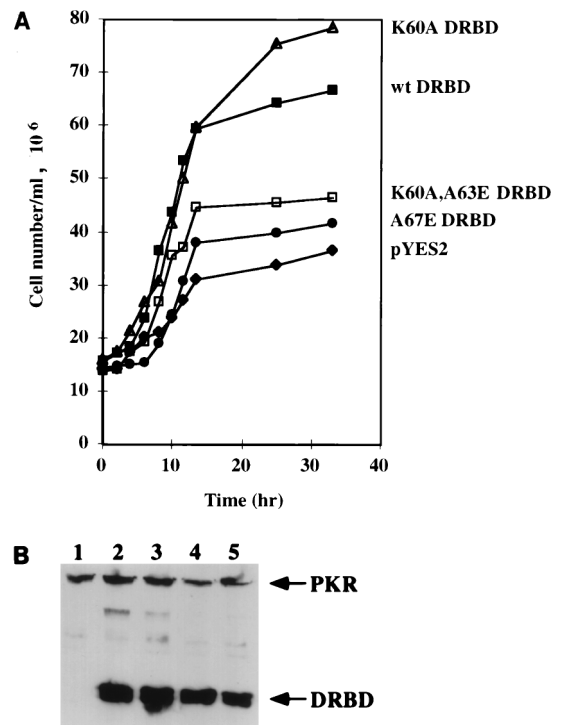 A
80
70
60
50
40
30
20
10
0
Cell number/ml , 10^6
0 10 20 30 40
Time (hr)
K60A DRBD
wt DRBD
K60A,A63E DRBD
A67E DRBD
pYES2
B
1 2 3 4 5
PKR
DRBD